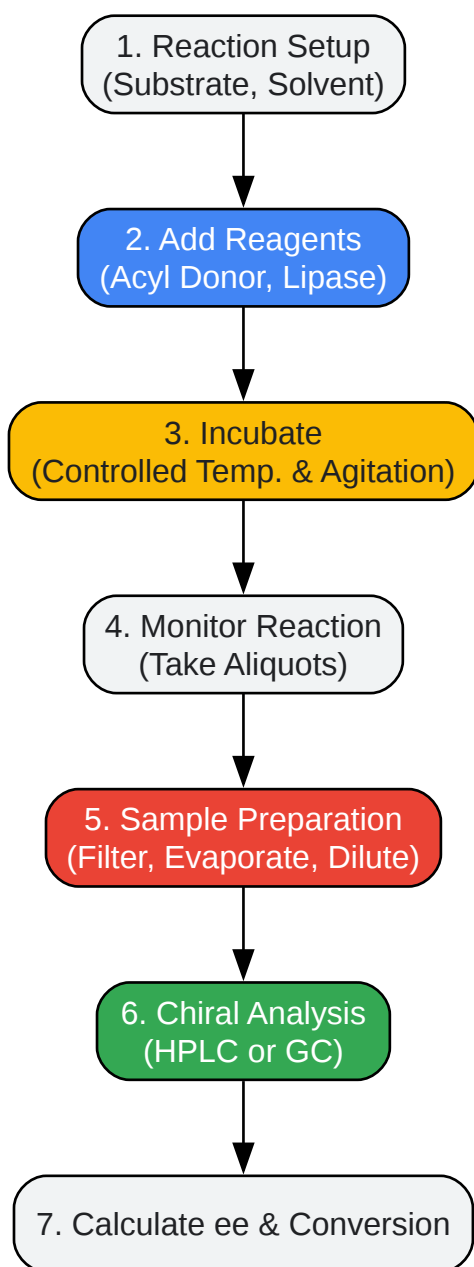 1. Reaction Setup
(Substrate, Solvent)
2. Add Reagents
(Acyl Donor, Lipase)
3. Incubate
(Controlled Temp. & Agitation)
4. Monitor Reaction
(Take Aliquots)
5. Sample Preparation
(Filter, Evaporate, Dilute)
6. Chiral Analysis
(HPLC or GC)
7. Calculate ee & Conversion